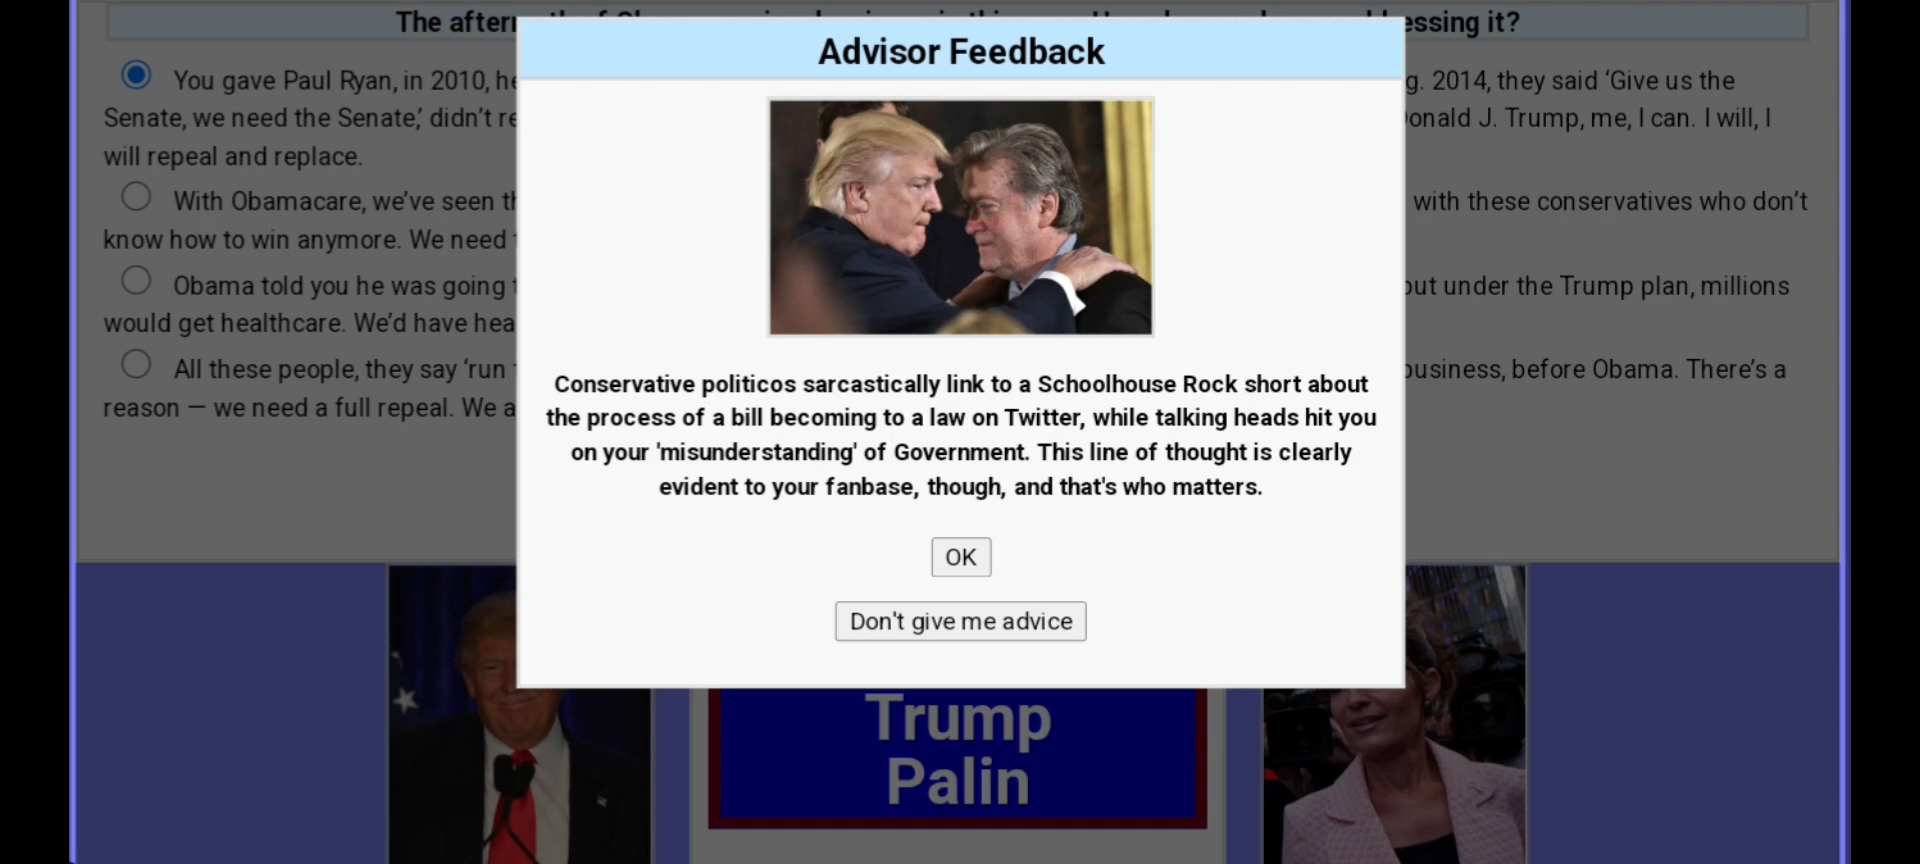 The aftern
essing it?
Advisor Feedback
You gave Paul Ryan, in 2010, he
g. 2014, they said ‘Give us the
Senate, we need the Senate,’ didn’t re
onald J. Trump, me, I can. I will, I
will repeal and replace.
With Obamacare, we’ve seen th
with these conservatives who don’t
know how to win anymore. We need
Obama told you he was going
out under the Trump plan, millions
would get healthcare. We’d have hea
All these people, they say ‘run
business, before Obama. There’s a
reason — we need a full repeal. We a
Conservative politicos sarcastically link to a Schoolhouse Rock short about
the process of a bill becoming to a law on Twitter, while talking heads hit you
on your 'misunderstanding' of Government. This line of thought is clearly
evident to your fanbase, though, and that's who matters.
OK
Don't give me advice
Trump
Palin